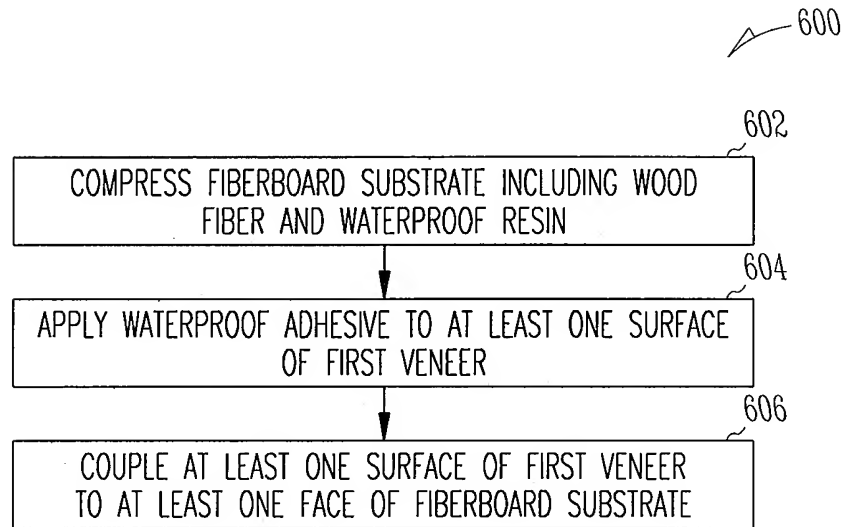 600
602
COMPRESS FIBERBOARD SUBSTRATE INCLUDING WOOD
FIBER AND WATERPROOF RESIN
604
APPLY WATERPROOF ADHESIVE TO AT LEAST ONE SURFACE
OF FIRST VENEER
606
COUPLE AT LEAST ONE SURFACE OF FIRST VENEER
TO AT LEAST ONE FACE OF FIBERBOARD SUBSTRATE